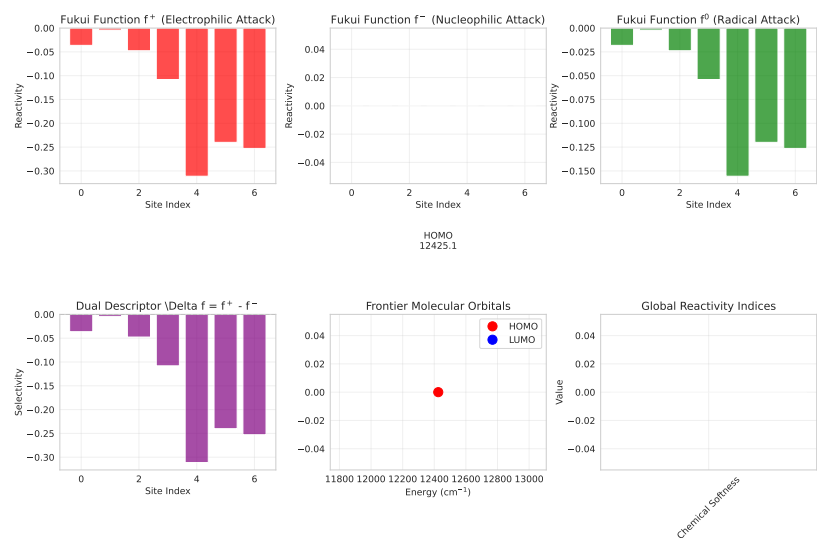 Fukui Function f⁺ (Electrophilic Attack)
0.00
−0.05
−0.10
−0.15
−0.20
−0.25
−0.30
Reactivity
0 2 4 6
Site Index
Fukui Function f⁻ (Nucleophilic Attack)
0.04
0.02
0.00
−0.02
−0.04
Reactivity
0 2 4 6
Site Index
Fukui Function f⁰ (Radical Attack)
0.000
−0.025
−0.050
−0.075
−0.100
−0.125
−0.150
Reactivity
0 2 4 6
Site Index
HOMO
12425.1
Dual Descriptor \Delta f = f⁺ - f⁻
0.00
−0.05
−0.10
−0.15
−0.20
−0.25
−0.30
Selectivity
0 2 4 6
Site Index
Frontier Molecular Orbitals
HOMO
LUMO
0.04
0.02
0.00
−0.02
−0.04
11800 12000 12200 12400 12600 12800 13000
Energy (cm⁻¹)
Global Reactivity Indices
0.04
0.02
0.00
−0.02
−0.04
Value
Chemical Softness